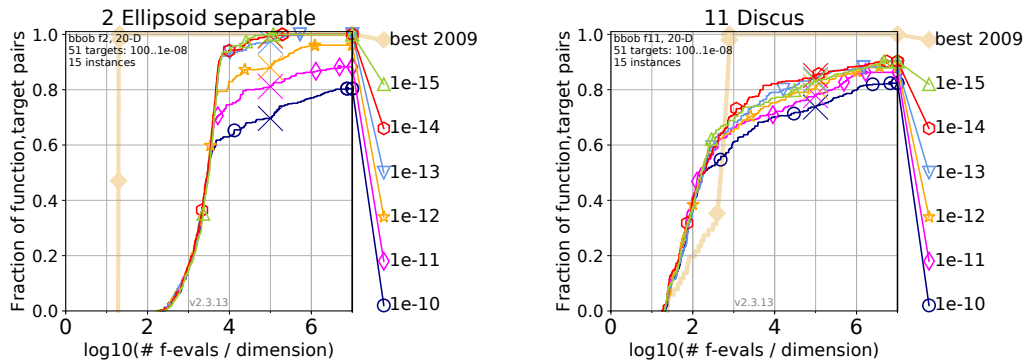 2 Ellipsoid separable
bbob f2, 20-D
51 targets: 100..1e-08
15 instances
Fraction of function,target pairs
1.0
0.8
0.6
0.4
0.2
0.0
0
2
4
6
log10(# f-evals / dimension)
v2.3.13
best 2009
1e-15
1e-14
1e-13
1e-12
1e-11
1e-10
11 Discus
bbob f11, 20-D
51 targets: 100..1e-08
15 instances
Fraction of function,target pairs
1.0
0.8
0.6
0.4
0.2
0.0
0
2
4
6
log10(# f-evals / dimension)
v2.3.13
best 2009
1e-15
1e-14
1e-13
1e-12
1e-11
1e-10